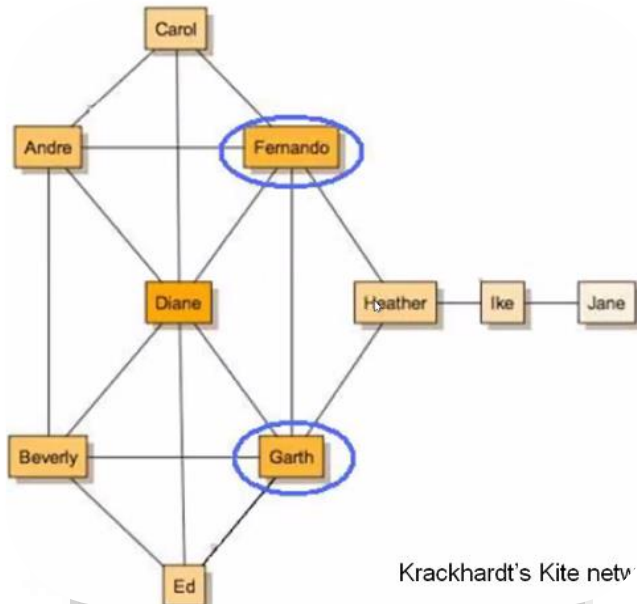 Carol
Andre
Fernando
Diane
Heather
Ike
Jane
Beverly
Garth
Ed
Krackhardt's Kite netw